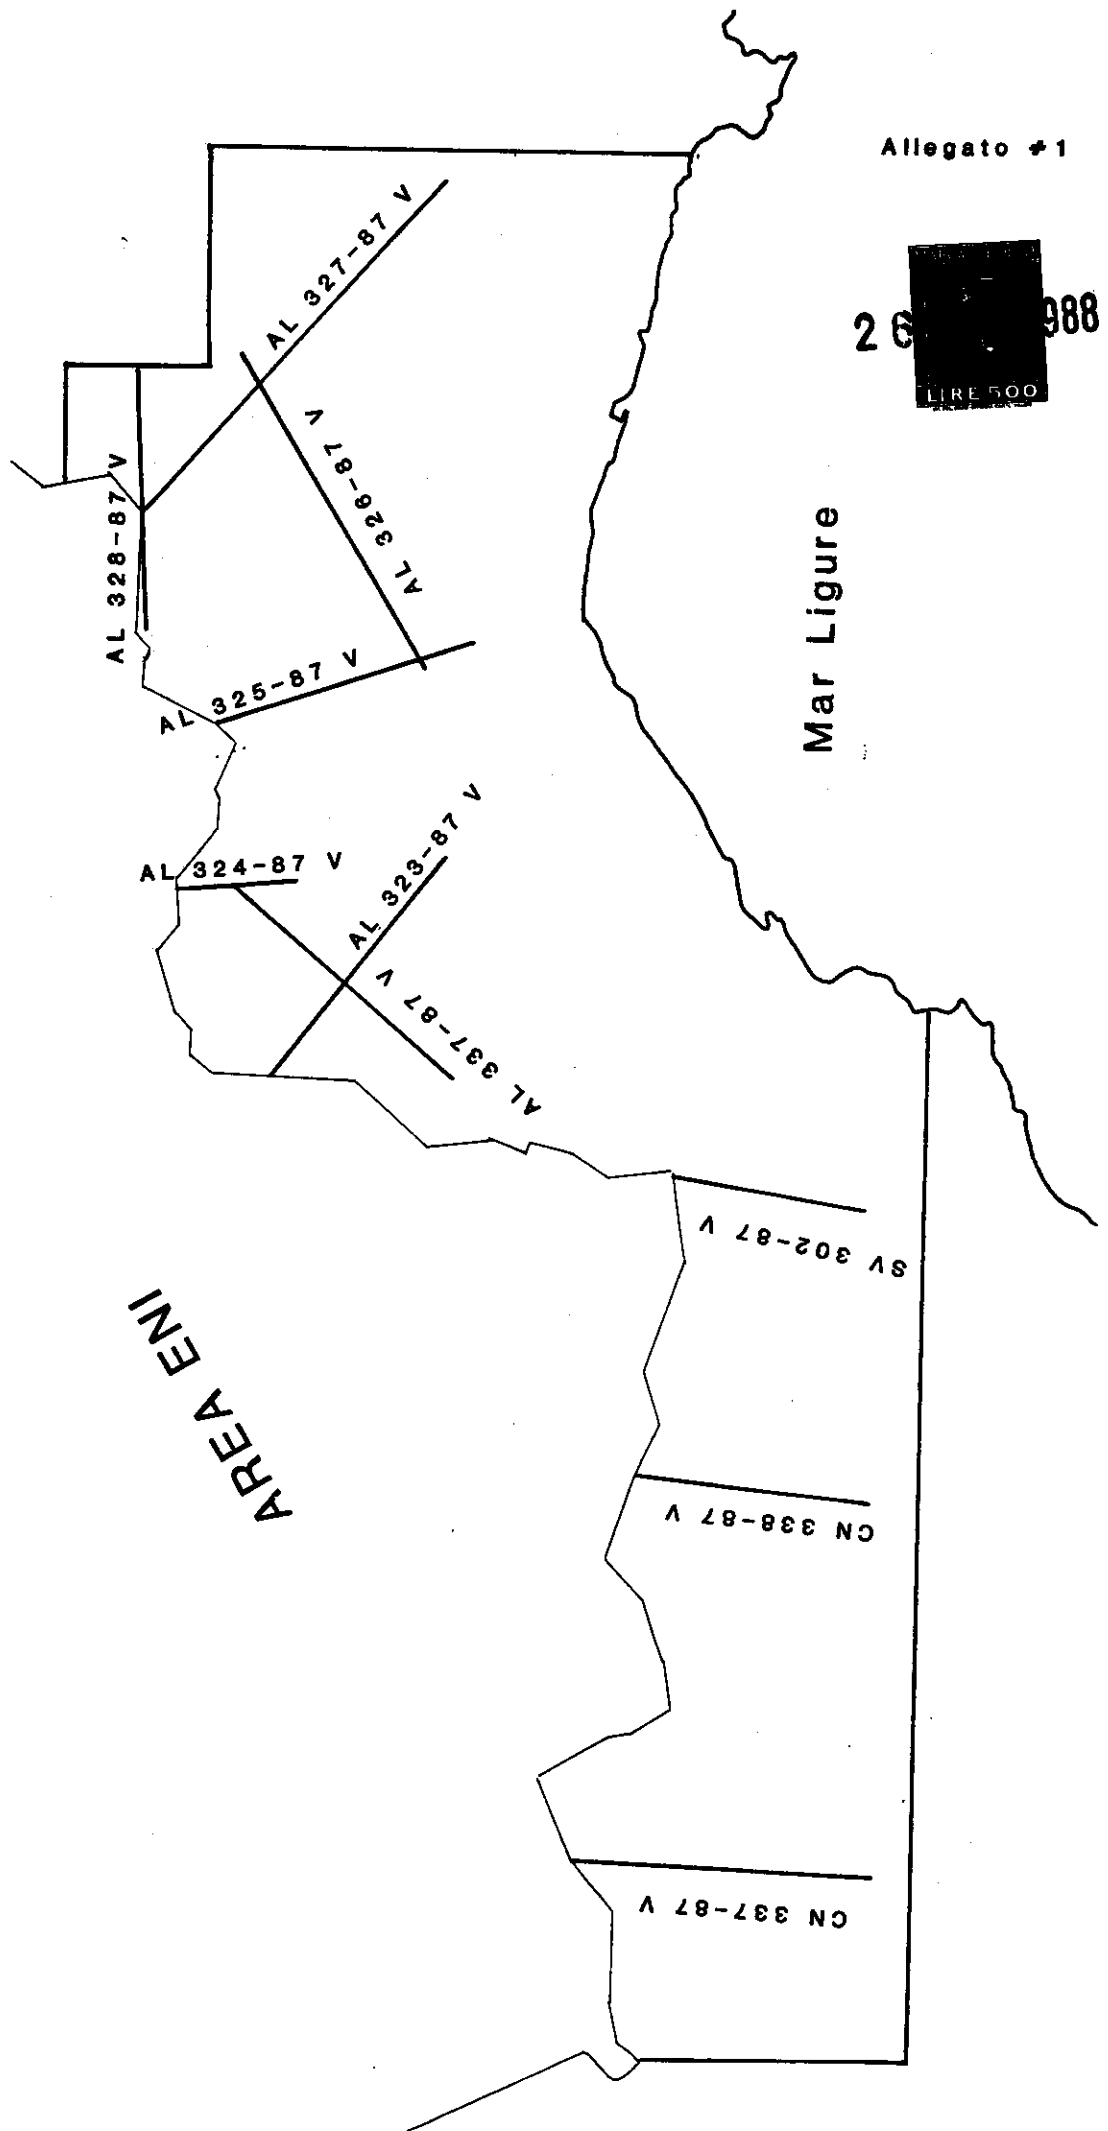 Allegato #1
988
LIRE 500
AL 327-87 V
AL 326-87 V
AL 328-87 V
AL 325-87 V
Mar Ligure
AL 324-87 V
AL 323-87 V
AL 337-87 V
SV 302-87 V
AREA ENI
CN 338-87 V
CN 337-87 V